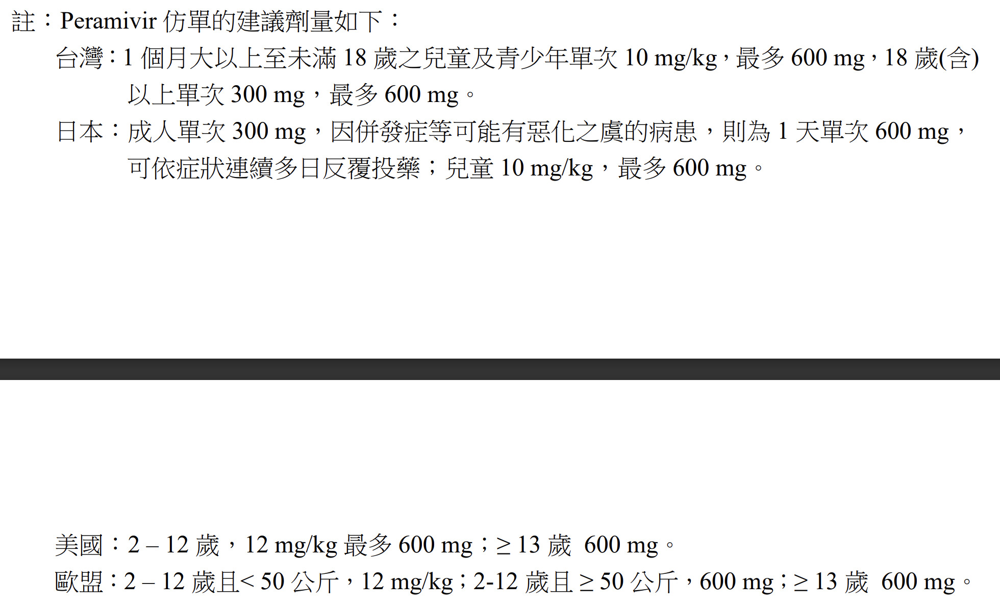 註：Peramivir 仿單的建議劑量如下：
台灣：1 個月大以上至未滿 18 歲之兒童及青少年單次 10 mg/kg，最多 600 mg，18 歲(含)
以上單次 300 mg，最多 600 mg。
日本：成人單次 300 mg，因併發症等可能有惡化之虞的病患，則為 1 天單次 600 mg，
可依症狀連續多日反覆投藥；兒童 10 mg/kg，最多 600 mg。
美國：2 – 12 歲，12 mg/kg 最多 600 mg；≥ 13 歲 600 mg。
歐盟：2 – 12 歲且< 50 公斤，12 mg/kg；2-12 歲且 ≥ 50 公斤，600 mg；≥ 13 歲 600 mg。